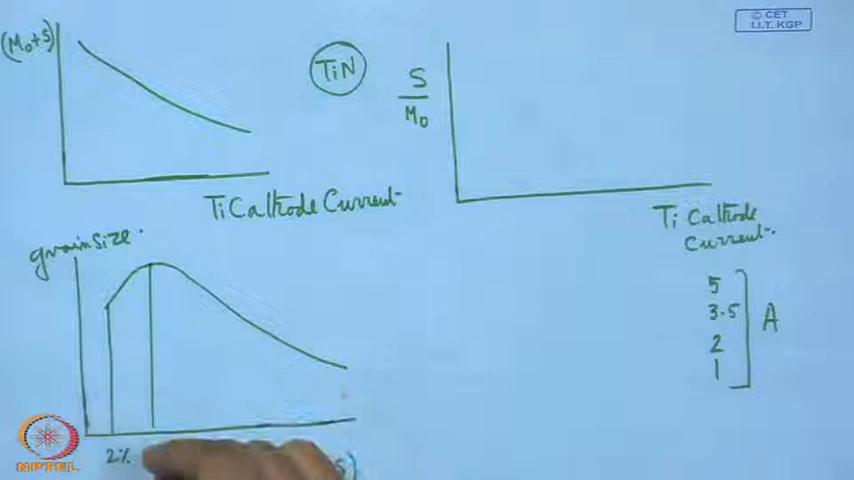 © CET
I.I.T. KGP
(Mo+S)
TiN
S
Mo
Ti Cathode Current
Ti Cathode
Current
grain size
5
3.5
2
1
A
2%
S)
NPTEL